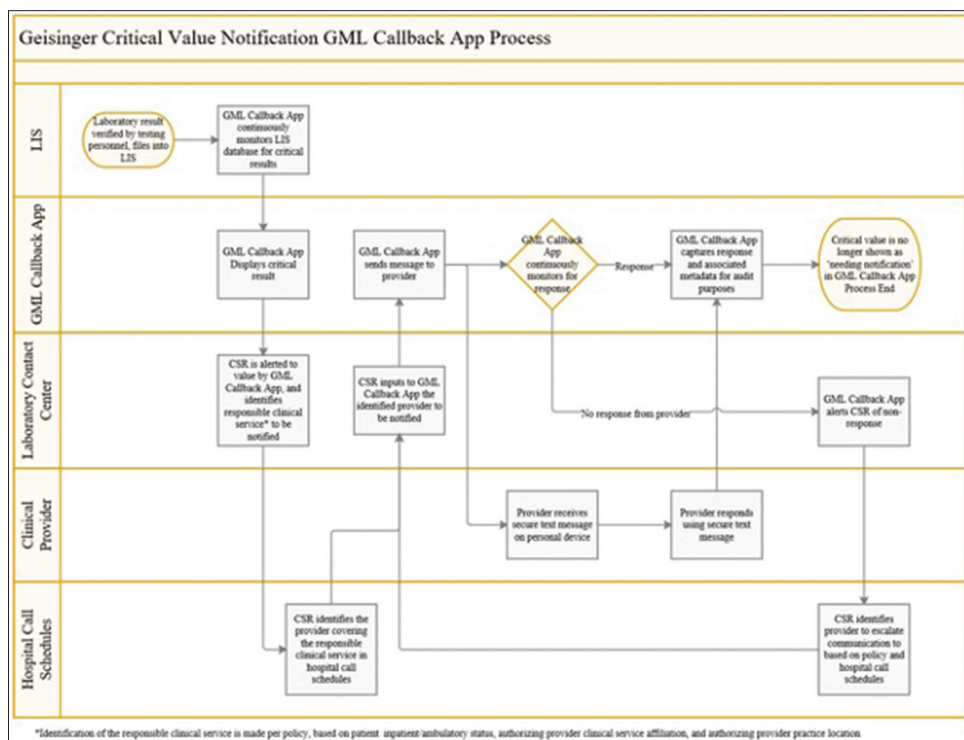 Geisinger Critical Value Notification GML Callback App Process
LIS
Laboratory result
verified by testing
personnel, files into
LIS
GML Callback App
continuously
monitors LIS
database for critical
results
GML Callback App
GML Callback App
Displays critical
result
GML Callback App
sends message to
provider
GML Callback
App
continuously
monitors for
response
Response
GML Callback App
captures response
and associated
metadata for audit
purposes
Critical value is no
longer shown as
'needing notification'
in GML Callback App
Process End
Laboratory Contact
Center
CSR is alerted to
value by GML
Callback App, and
identifies
responsible clinical
service* to be
notified
CSR inputs to GML
Callback App the
identified provider to
be notified
No response from provider
GML Callback App
alerts CSR of non-
response
Clinical
Provider
Provider receives
secure text message
on personal device
Provider responds
using secure text
message
Hospital Call
Schedules
CSR identifies the
provider covering
the responsible
clinical service in
hospital call
schedules
CSR identifies
provider to escalate
communication to
based on policy and
hospital call
schedules
*Identification of the responsible clinical service is made per policy, based on patient inpatient/ambulatory status, authorizing provider clinical service affiliation, and authorizing provider practice location